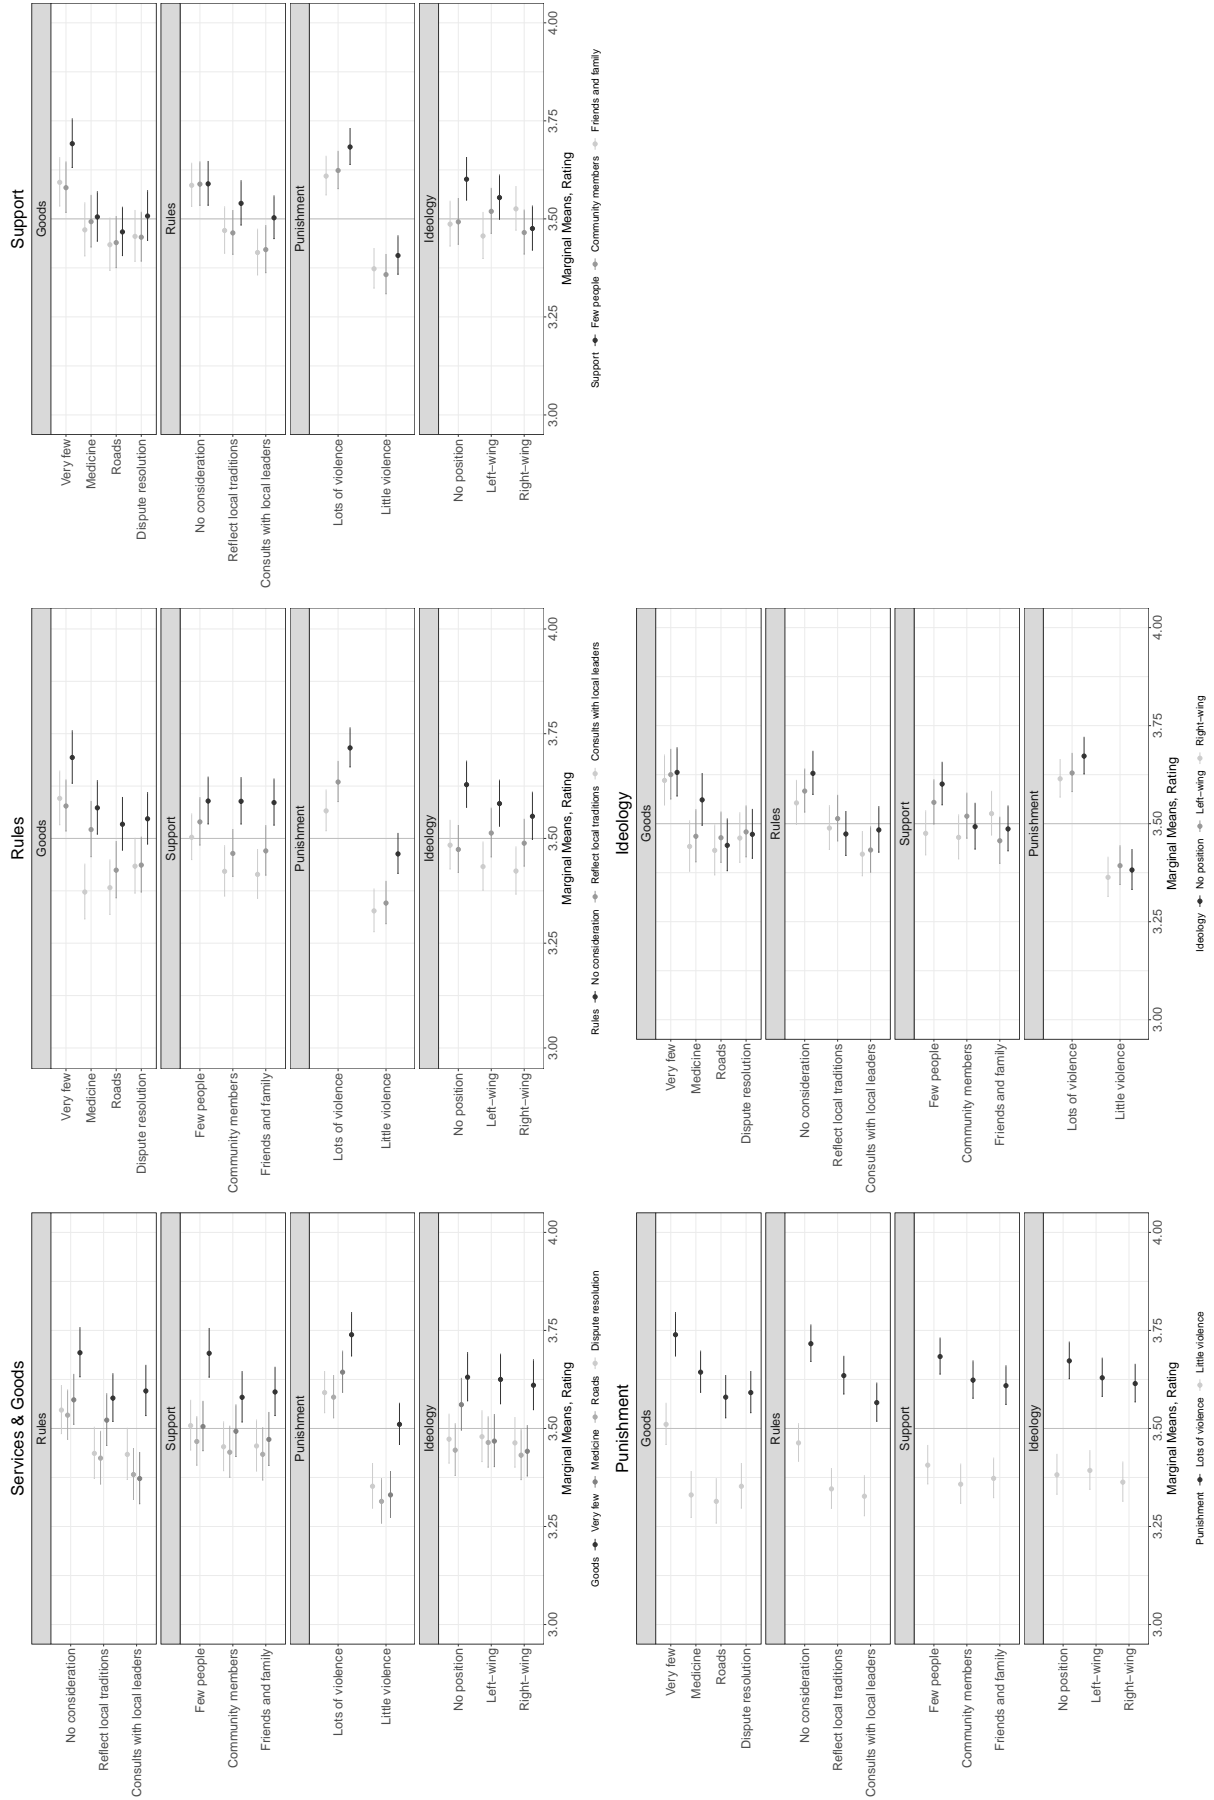 Services & Goods
Rules
No consideration
Reflect local traditions
Consults with local leaders
Support
Few people
Community members
Friends and family
Punishment
Lots of violence
Little violence
Ideology
No position
Left−wing
Right−wing
3.00 3.25 3.50 3.75 4.00
Marginal Means, Rating
Goods Very few Medicine Roads Dispute resolution
Rules
Goods
Very few
Medicine
Roads
Dispute resolution
Support
Few people
Community members
Friends and family
Punishment
Lots of violence
Little violence
Ideology
No position
Left−wing
Right−wing
3.00 3.25 3.50 3.75 4.00
Marginal Means, Rating
Rules No consideration Reflect local traditions Consults with local leaders
Support
Goods
Very few
Medicine
Roads
Dispute resolution
Rules
No consideration
Reflect local traditions
Consults with local leaders
Punishment
Lots of violence
Little violence
Ideology
No position
Left−wing
Right−wing
3.00 3.25 3.50 3.75 4.00
Marginal Means, Rating
Support Few people Community members Friends and family
Punishment
Goods
Very few
Medicine
Roads
Dispute resolution
Rules
No consideration
Reflect local traditions
Consults with local leaders
Support
Few people
Community members
Friends and family
Ideology
No position
Left−wing
Right−wing
3.00 3.25 3.50 3.75 4.00
Marginal Means, Rating
Punishment Lots of violence Little violence
Ideology
Goods
Very few
Medicine
Roads
Dispute resolution
Rules
No consideration
Reflect local traditions
Consults with local leaders
Support
Few people
Community members
Friends and family
Punishment
Lots of violence
Little violence
3.00 3.25 3.50 3.75 4.00
Marginal Means, Rating
Ideology No position Left−wing Right−wing